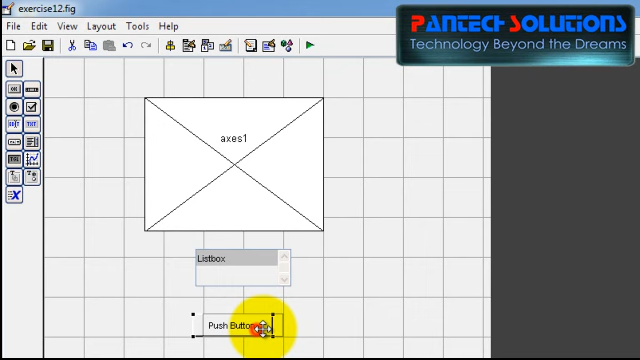 exercise12.fig
File Edit View Layout Tools Help
PANTECH SOLUTIONS
Technology Beyond the Dreams
axes1
Listbox
Push Button